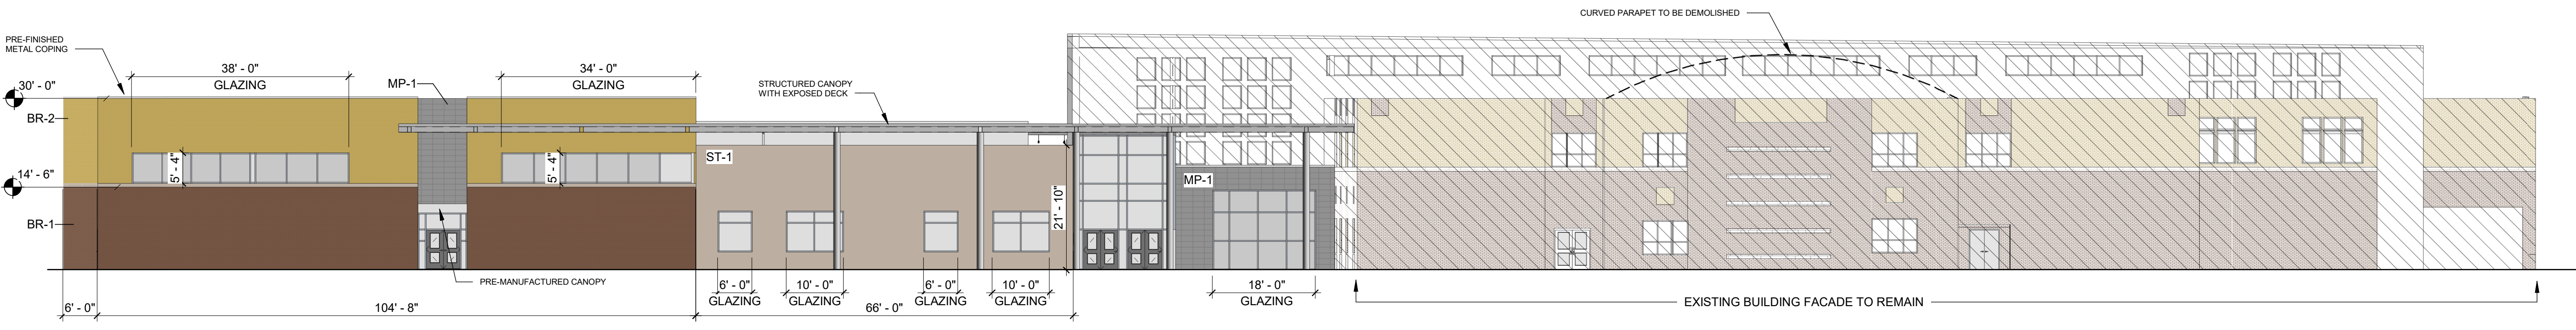 CURVED PARAPET TO BE DEMOLISHED
PRE-FINISHED
METAL COPING
38' - 0"
GLAZING
MP-1
34' - 0"
GLAZING
STRUCTURED CANOPY
WITH EXPOSED DECK
30' - 0"
BR-2
5' - 4"
5' - 4"
ST-1
14' - 6"
MP-1
21' - 10"
BR-1
PRE-MANUFACTURED CANOPY
6' - 0"
GLAZING
10' - 0"
GLAZING
6' - 0"
GLAZING
10' - 0"
GLAZING
18' - 0"
GLAZING
EXISTING BUILDING FACADE TO REMAIN
6' - 0"
104' - 8"
66' - 0"